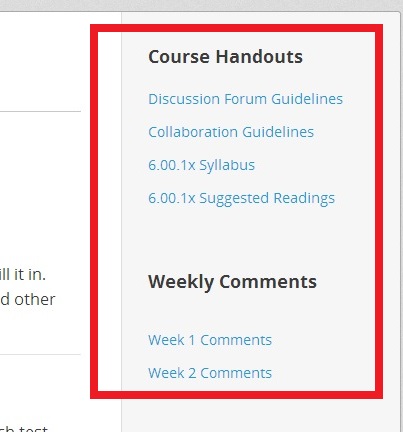 Course Handouts
Discussion Forum Guidelines
Collaboration Guidelines
6.00.1x Syllabus
6.00.1x Suggested Readings
ill it in.
d other
Weekly Comments
Week 1 Comments
Week 2 Comments
test